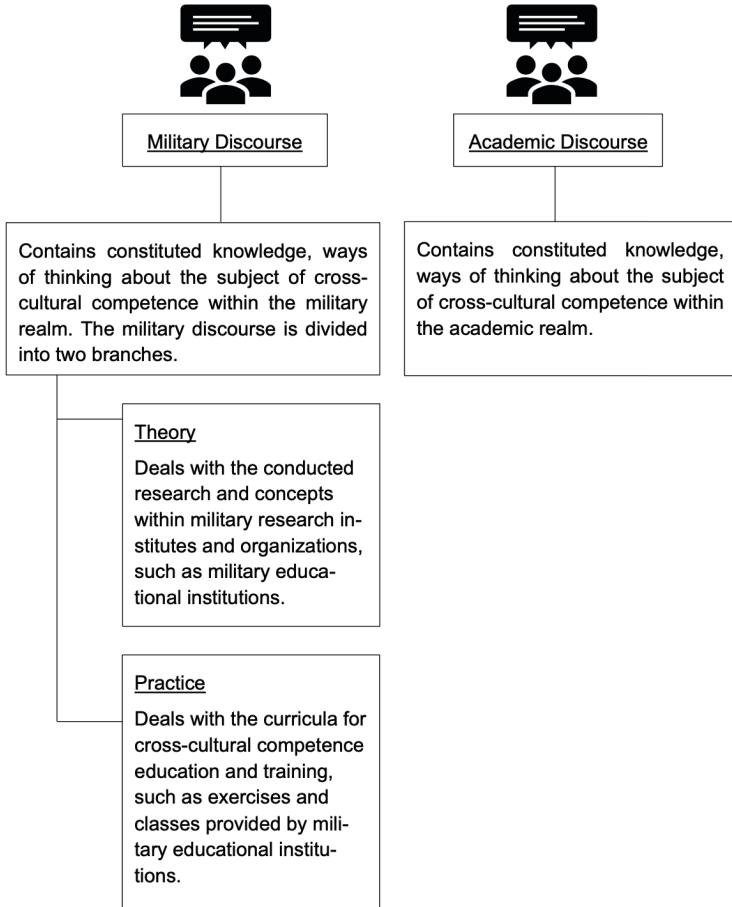 Military Discourse
Contains constituted knowledge, ways
of thinking about the subject of cross-
cultural competence within the military
realm. The military discourse is divided
into two branches.
Theory
Deals with the conducted
research and concepts
within military research in-
stitutes and organizations,
such as military educa-
tional institutions.
Practice
Deals with the curricula for
cross-cultural competence
education and training,
such as exercises and
classes provided by mili-
tary educational institu-
tions.
Academic Discourse
Contains constituted knowledge,
ways of thinking about the subject
of cross-cultural competence within
the academic realm.